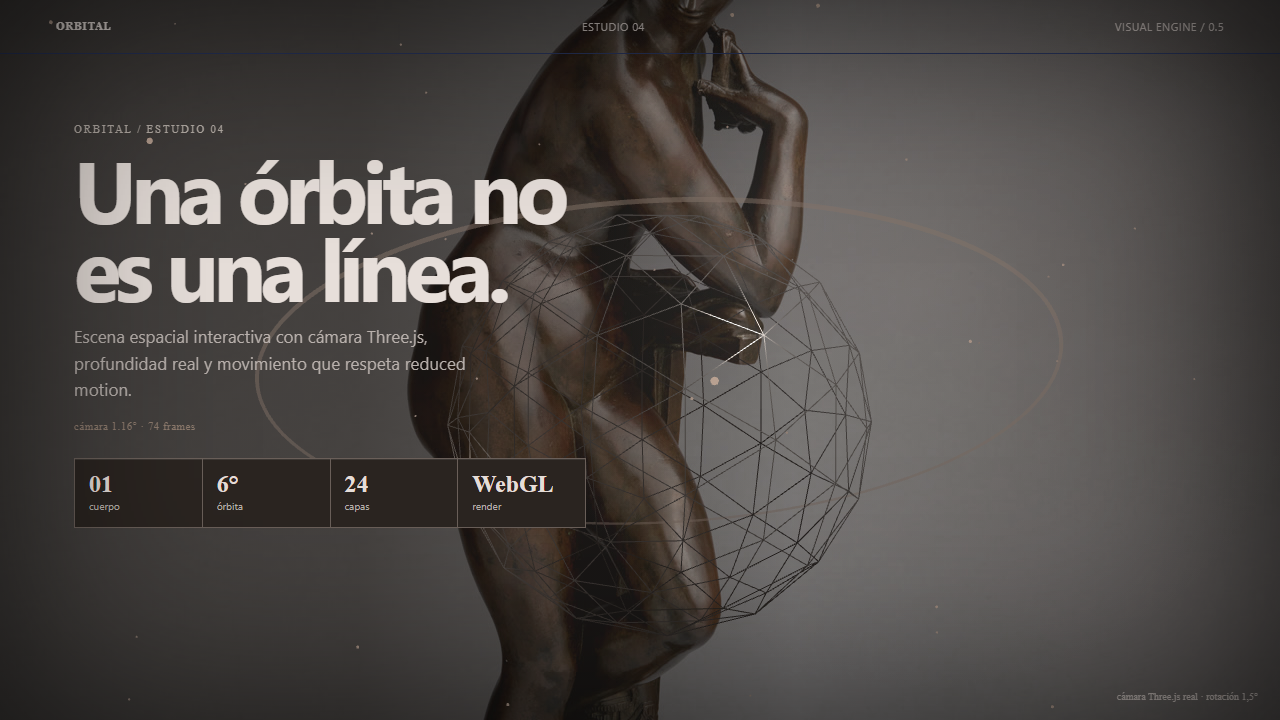 ° ORBITAL
ESTUDIO 04
VISUAL ENGINE / 0.5
ORBITAL / ESTUDIO 04
Una órbita no
es una línea.
Escena espacial interactiva con cámara Three.js,
profundidad real y movimiento que respeta reduced
motion.
cámara 1.16° · 74 frames
01
cuerpo
6°
órbita
24
capas
WebGL
render
cámara Three.js real · rotación 1,5°